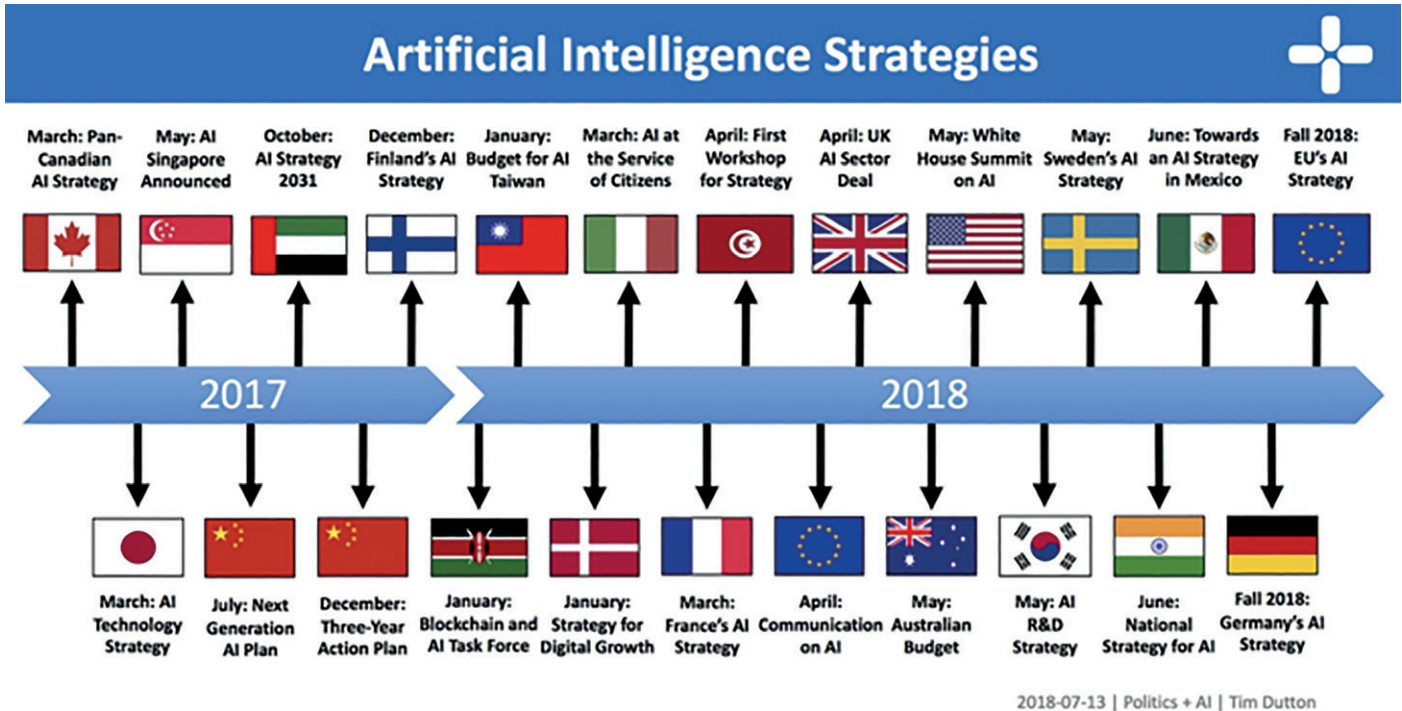 Artificial Intelligence Strategies
March: Pan-
Canadian
AI Strategy
May: AI
Singapore
Announced
October:
AI Strategy
2031
December:
Finland's AI
Strategy
January:
Budget for AI
Taiwan
March: AI at
the Service
of Citizens
April: First
Workshop
for Strategy
April: UK
AI Sector
Deal
May: White
House Summit
on AI
May:
Sweden's AI
Strategy
June: Towards
an AI Strategy
in Mexico
Fall 2018:
EU's AI
Strategy
2017
2018
March: AI
Technology
Strategy
July: Next
Generation
AI Plan
December:
Three-Year
Action Plan
January:
Blockchain and
AI Task Force
January:
Strategy for
Digital Growth
March:
France's AI
Strategy
April:
Communication
on AI
May:
Australian
Budget
May: AI
R&D
Strategy
June:
National
Strategy for AI
Fall 2018:
Germany's AI
Strategy
2018-07-13 | Politics + AI | Tim Dutton